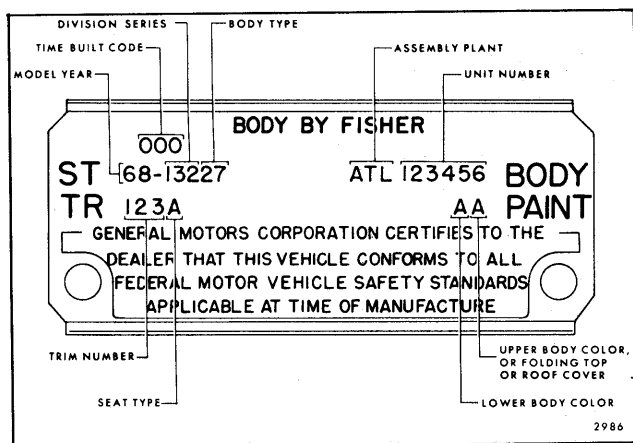 DIVISION SERIES BODY TYPE
TIME BUILT CODE ASSEMBLY PLANT
MODEL YEAR UNIT NUMBER
BODY BY FISHER
000
ST 68-13227 ATL 123456 BODY
TR 123A AA PAINT
GENERAL MOTORS CORPORATION CERTIFIES TO THE
DEALER THAT THIS VEHICLE CONFORMS TO ALL
FEDERAL MOTOR VEHICLE SAFETY STANDARDS
APPLICABLE AT TIME OF MANUFACTURE
TRIM NUMBER
UPPER BODY COLOR,
OR FOLDING TOP
OR ROOF COVER
SEAT TYPE LOWER BODY COLOR
2986